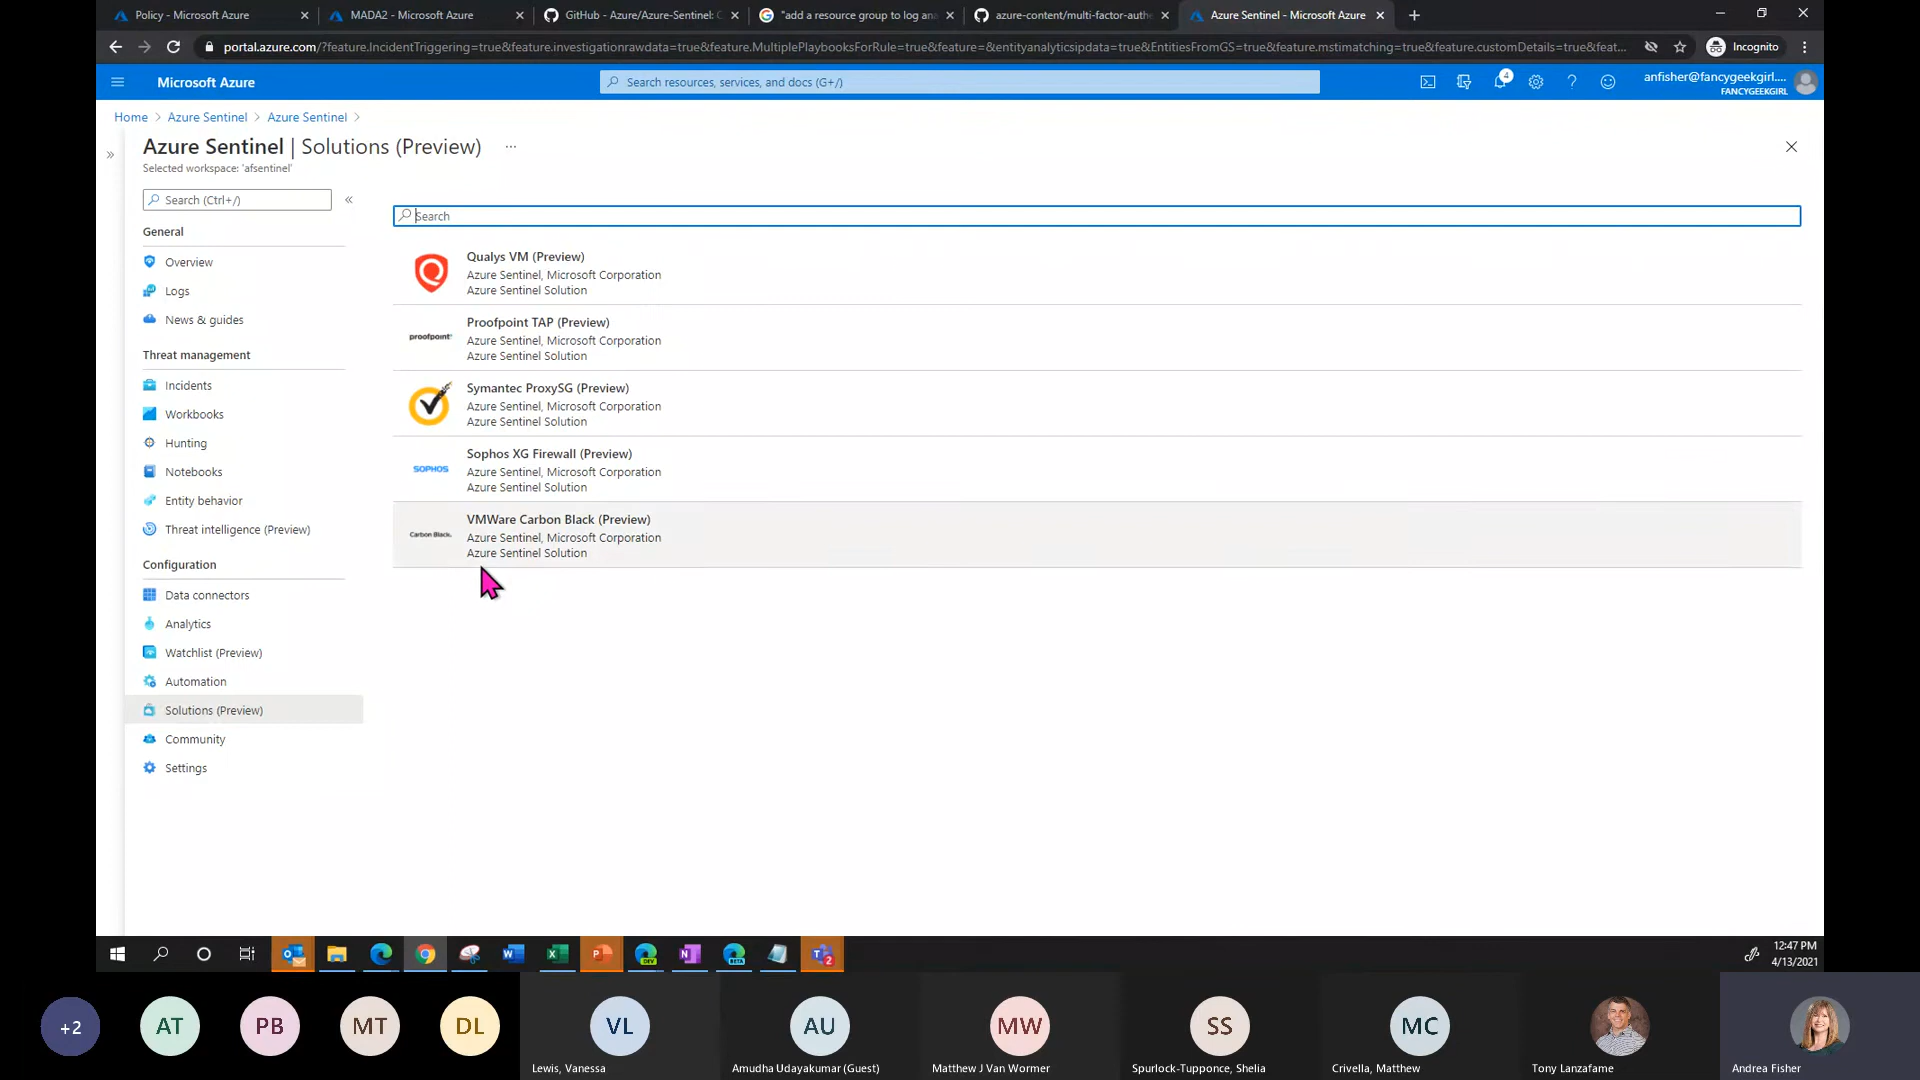 Policy - Microsoft Azure
MADA2 - Microsoft Azure
GitHub - Azure/Azure-Sentinel: C
"add a resource group to log ana
azure-content/multi-factor-authe
Azure Sentinel - Microsoft Azure
portal.azure.com/?feature.IncidentTriggering=true&feature.investigationrawdata=true&feature.MultiplePlaybooksForRule=true&feature=&entityanalyticsipdata=true&EntitiesFromGS=true&feature.mstimatching=true&feature.customDetails=true&feat...
Incognito
Microsoft Azure
Search resources, services, and docs (G+/)
4
anfisher@fancygeekgirl....
FANCYGEEKGIRL
Home > Azure Sentinel > Azure Sentinel >
Azure Sentinel | Solutions (Preview) ...
Selected workspace: 'afsentinel'
Search (Ctrl+/)
General
Overview
Logs
News & guides
Threat management
Incidents
Workbooks
Hunting
Notebooks
Entity behavior
Threat intelligence (Preview)
Configuration
Data connectors
Analytics
Watchlist (Preview)
Automation
Solutions (Preview)
Community
Settings
Search
Qualys VM (Preview)
Azure Sentinel, Microsoft Corporation
Azure Sentinel Solution
proofpoint
Proofpoint TAP (Preview)
Azure Sentinel, Microsoft Corporation
Azure Sentinel Solution
Symantec ProxySG (Preview)
Azure Sentinel, Microsoft Corporation
Azure Sentinel Solution
SOPHOS
Sophos XG Firewall (Preview)
Azure Sentinel, Microsoft Corporation
Azure Sentinel Solution
Carbon Black.
VMWare Carbon Black (Preview)
Azure Sentinel, Microsoft Corporation
Azure Sentinel Solution
12:47 PM
4/13/2021
+2
AT
PB
MT
DL
VL
Lewis, Vanessa
AU
Amudha Udayakumar (Guest)
MW
Matthew J Van Wormer
SS
Spurlock-Tupponce, Shelia
MC
Crivella, Matthew
Tony Lanzafame
Andrea Fisher